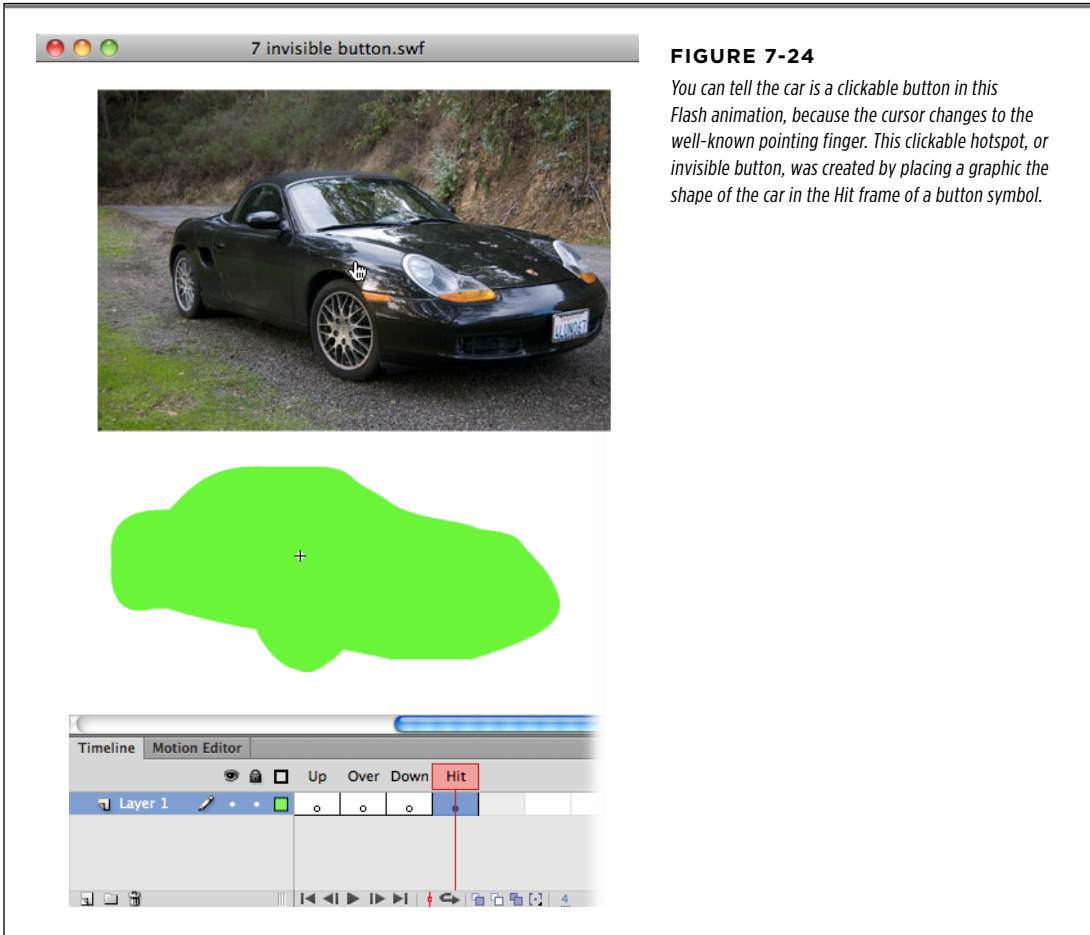 7 invisible button.swf
FIGURE 7-24
You can tell the car is a clickable button in this
Flash animation, because the cursor changes to the
well-known pointing finger. This clickable hotspot, or
invisible button, was created by placing a graphic the
shape of the car in the Hit frame of a button symbol.
Timeline Motion Editor
Up Over Down Hit
Layer 1
4